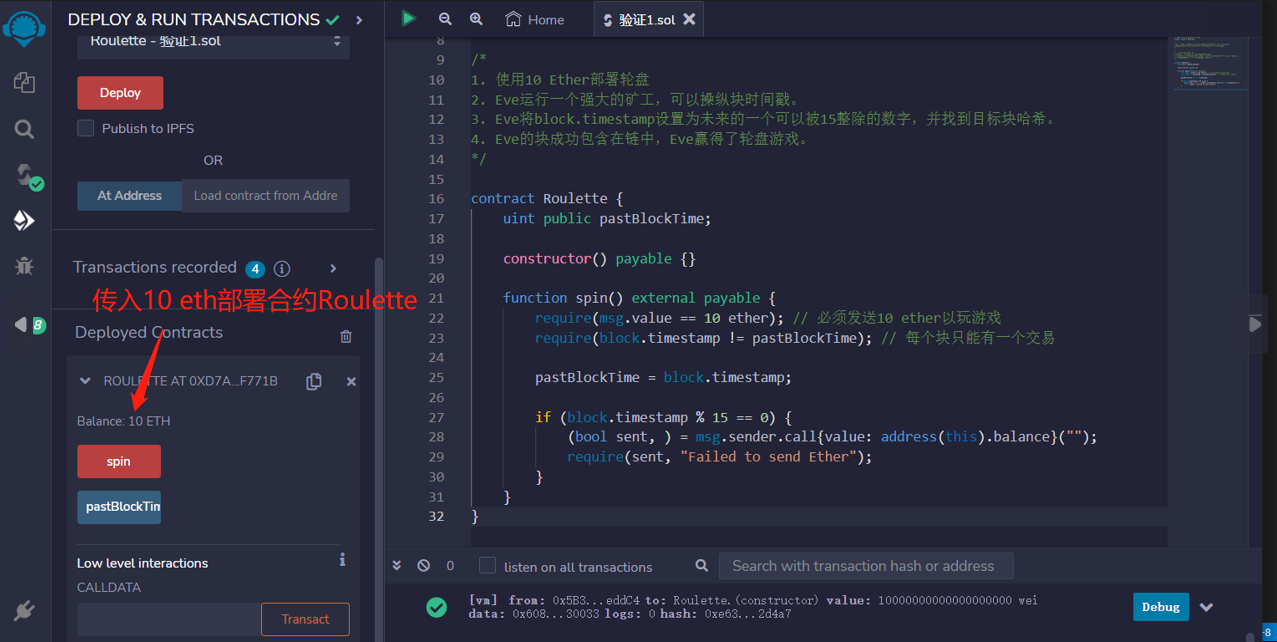 DEPLOY & RUN TRANSACTIONS
Roulette - 验证1.sol
Deploy
Publish to IPFS
OR
At Address
Load contract from Addre
Transactions recorded 4 i
传入10 eth部署合约Roulette
Deployed Contracts
ROULETTE AT 0XD7A...F771B
Balance: 10 ETH
spin
pastBlockTim
Low level interactions
CALLDATA
Transact
8
Home
验证1.sol
8
9 /*
10 1. 使用10 Ether部署轮盘
11 2. Eve运行一个强大的矿工，可以操纵块时间戳。
12 3. Eve将block.timestamp设置为未来的一个可以被15整除的数字，并找到目标块哈希。
13 4. Eve的块成功包含在链中，Eve赢得了轮盘游戏。
14 */
15
16 contract Roulette {
17 uint public pastBlockTime;
18
19 constructor() payable {}
20
21 function spin() external payable {
22 require(msg.value == 10 ether); // 必须发送10 ether以玩游戏
23 require(block.timestamp != pastBlockTime); // 每个块只能有一个交易
24
25 pastBlockTime = block.timestamp;
26
27 if (block.timestamp % 15 == 0) {
28 (bool sent, ) = msg.sender.call{value: address(this).balance}("");
29 require(sent, "Failed to send Ether");
30 }
31 }
32 }
0
listen on all transactions
Search with transaction hash or address
[vm] from: 0x5B3...eddC4 to: Roulette.(constructor) value: 10000000000000000000 wei
data: 0x608...30033 logs: 0 hash: 0xe63...2d4a7
Debug
-8